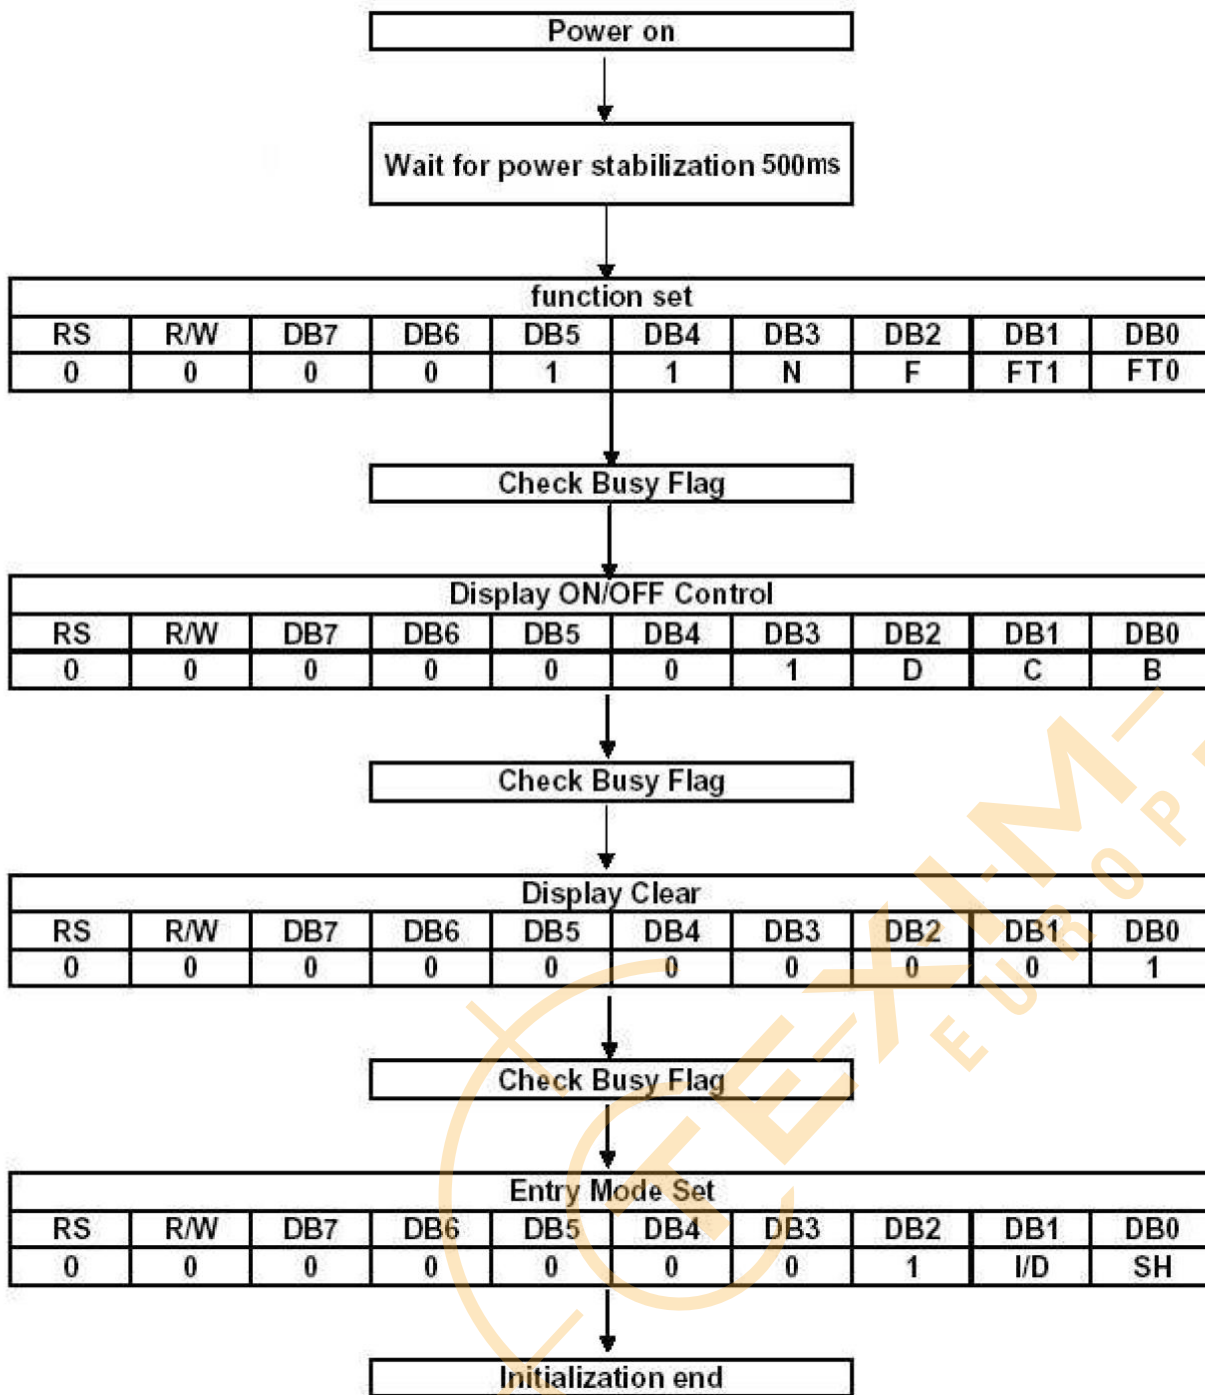 Power on
Wait for power stabilization 500ms
function set
RS R/W DB7 DB6 DB5 DB4 DB3 DB2 DB1 DB0
0 0 0 0 1 1 N F FT1 FT0
Check Busy Flag
Display ON/OFF Control
RS R/W DB7 DB6 DB5 DB4 DB3 DB2 DB1 DB0
0 0 0 0 0 0 1 D C B
Check Busy Flag
Display Clear
RS R/W DB7 DB6 DB5 DB4 DB3 DB2 DB1 DB0
0 0 0 0 0 0 0 0 0 1
Check Busy Flag
Entry Mode Set
RS R/W DB7 DB6 DB5 DB4 DB3 DB2 DB1 DB0
0 0 0 0 0 0 0 1 I/D SH
Initialization end
TEXIM
EUROP